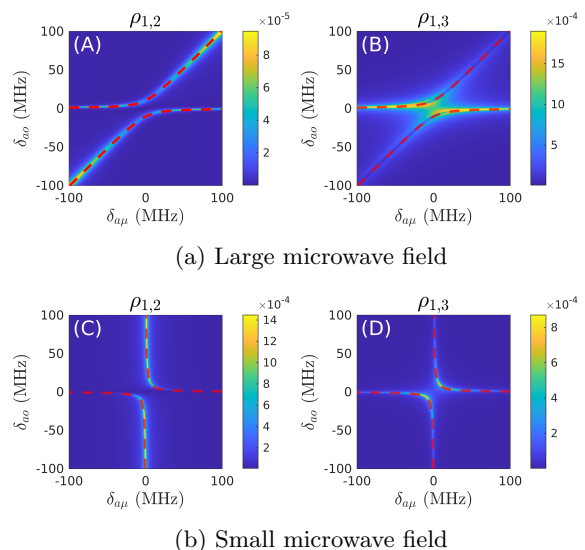 ρ₁,₂ ρ₁,₃
(A) (B)
×10⁻⁵ ×10⁻⁴
100 50 0 -50 -100
8 6 4 2
100 50 0 -50 -100
15 10 5
δₐₒ (MHz) δₐₒ (MHz)
-100 0 100 -100 0 100
δₐμ (MHz) δₐμ (MHz)
(a) Large microwave field
ρ₁,₂ ρ₁,₃
(C) (D)
×10⁻⁴ ×10⁻⁴
100 50 0 -50 -100
14 12 10 8 6 4 2
100 50 0 -50 -100
8 6 4 2
δₐₒ (MHz) δₐₒ (MHz)
-100 0 100 -100 0 100
δₐμ (MHz) δₐμ (MHz)
(b) Small microwave field